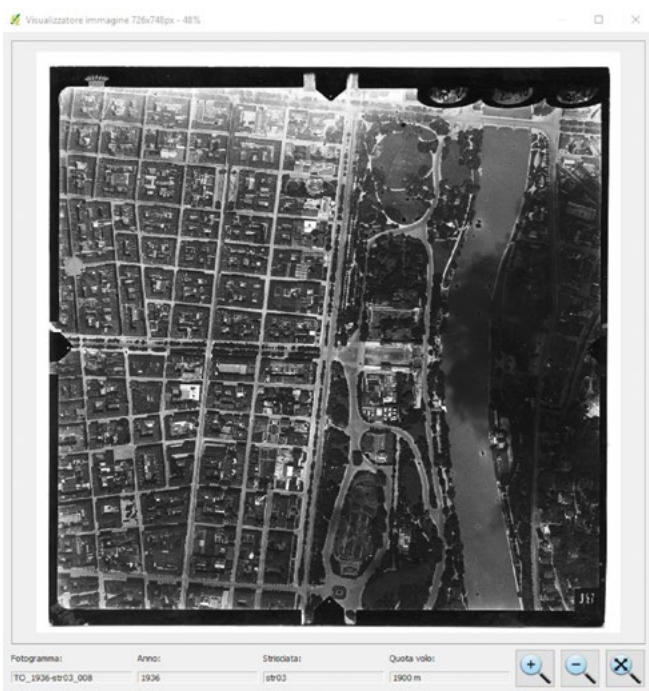 Visualizzatore immagine 726x748px - 48%
Fotogramma:
Anno:
Strisciata:
Quota volo:
TO_1936-str03_008
1936
str03
1900 m